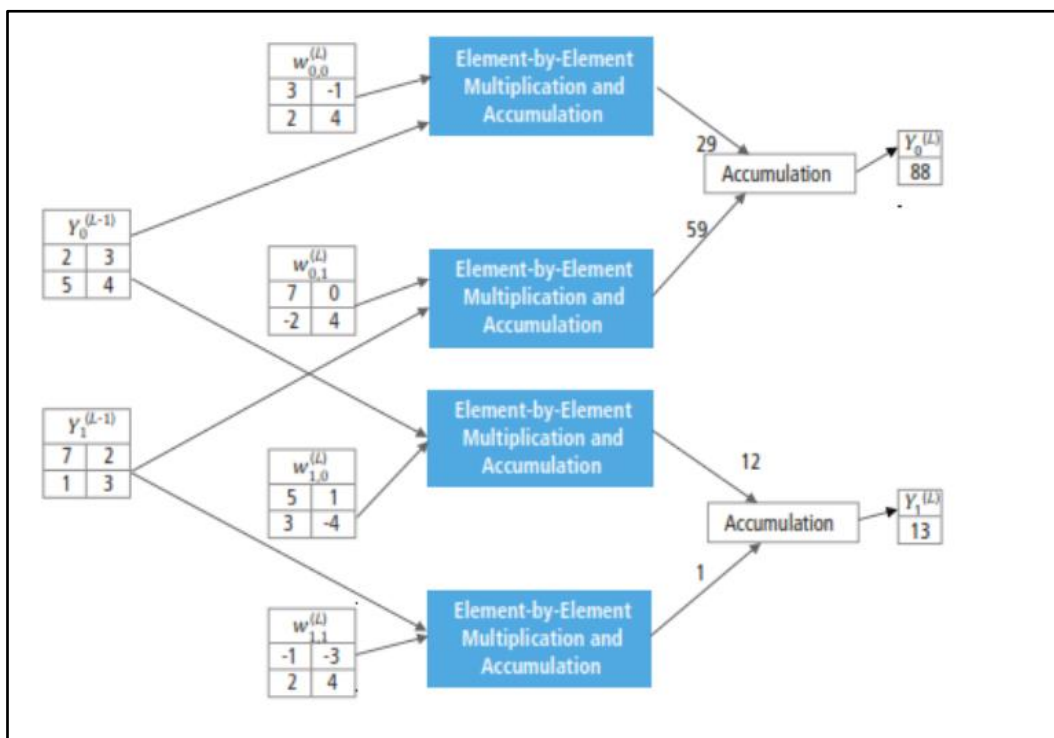 w0,0(L)
3 -1
2 4
Element-by-Element
Multiplication and
Accumulation
29
Accumulation
Y0(L)
88
Y0(L-1)
2 3
5 4
w0,1(L)
7 0
-2 4
Element-by-Element
Multiplication and
Accumulation
59
Y1(L-1)
7 2
1 3
w1,0(L)
5 1
3 -4
Element-by-Element
Multiplication and
Accumulation
12
Accumulation
Y1(L)
13
1
w1,1(L)
-1 -3
2 4
Element-by-Element
Multiplication and
Accumulation